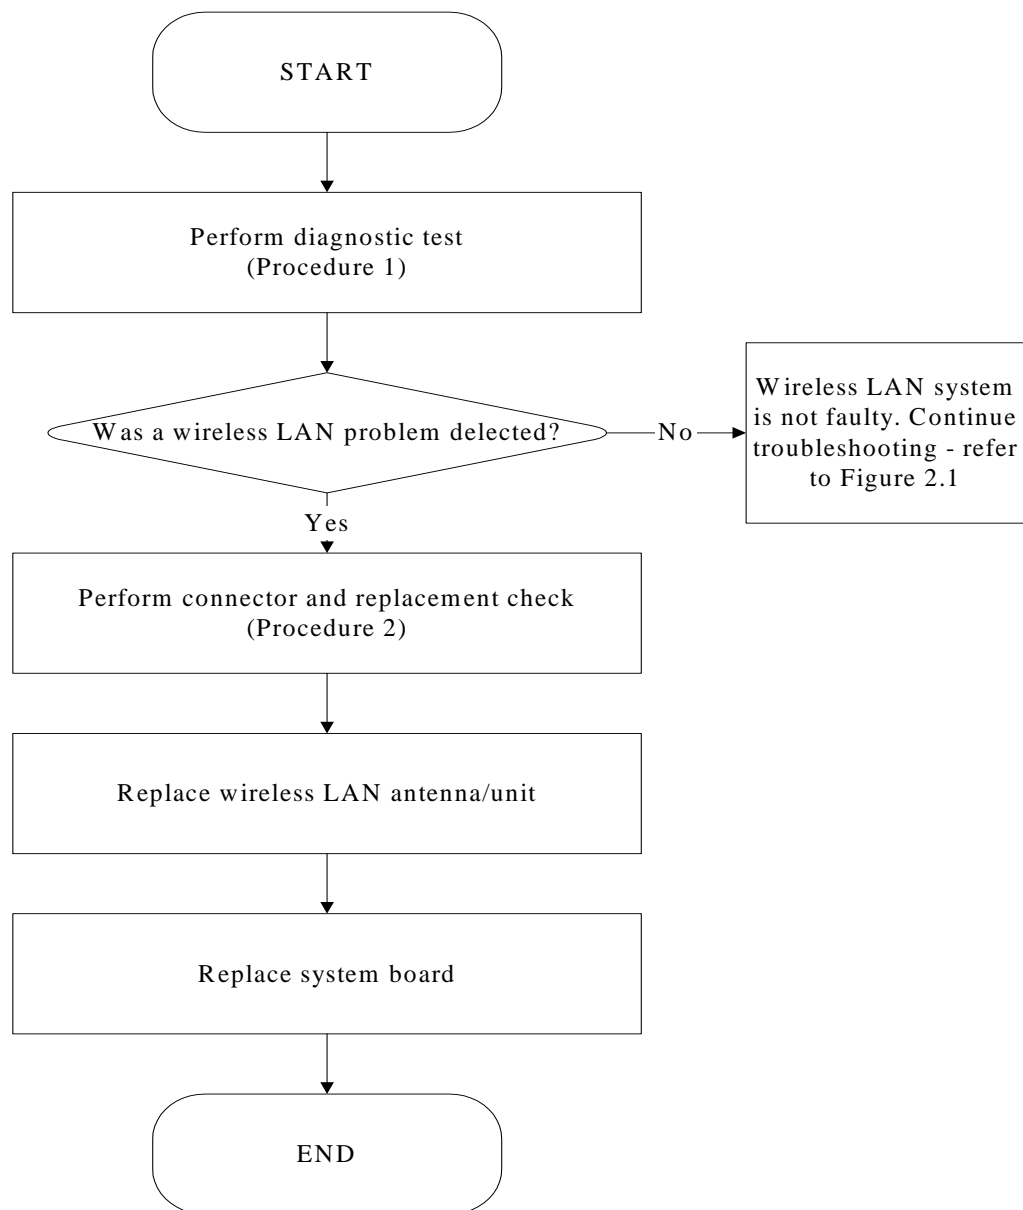 START
Perform diagnostic test
(Procedure 1)
Was a wireless LAN problem delected?
No
Wireless LAN system
is not faulty. Continue
troubleshooting - refer
to Figure 2.1
Yes
Perform connector and replacement check
(Procedure 2)
Replace wireless LAN antenna/unit
Replace system board
END